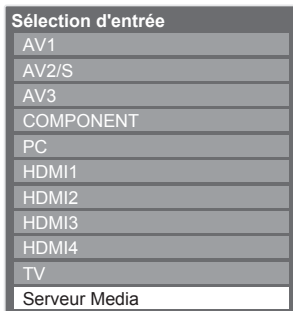 Sélection d'entrée
AV1
AV2/S
AV3
COMPONENT
PC
HDMI1
HDMI2
HDMI3
HDMI4
TV
Serveur Media